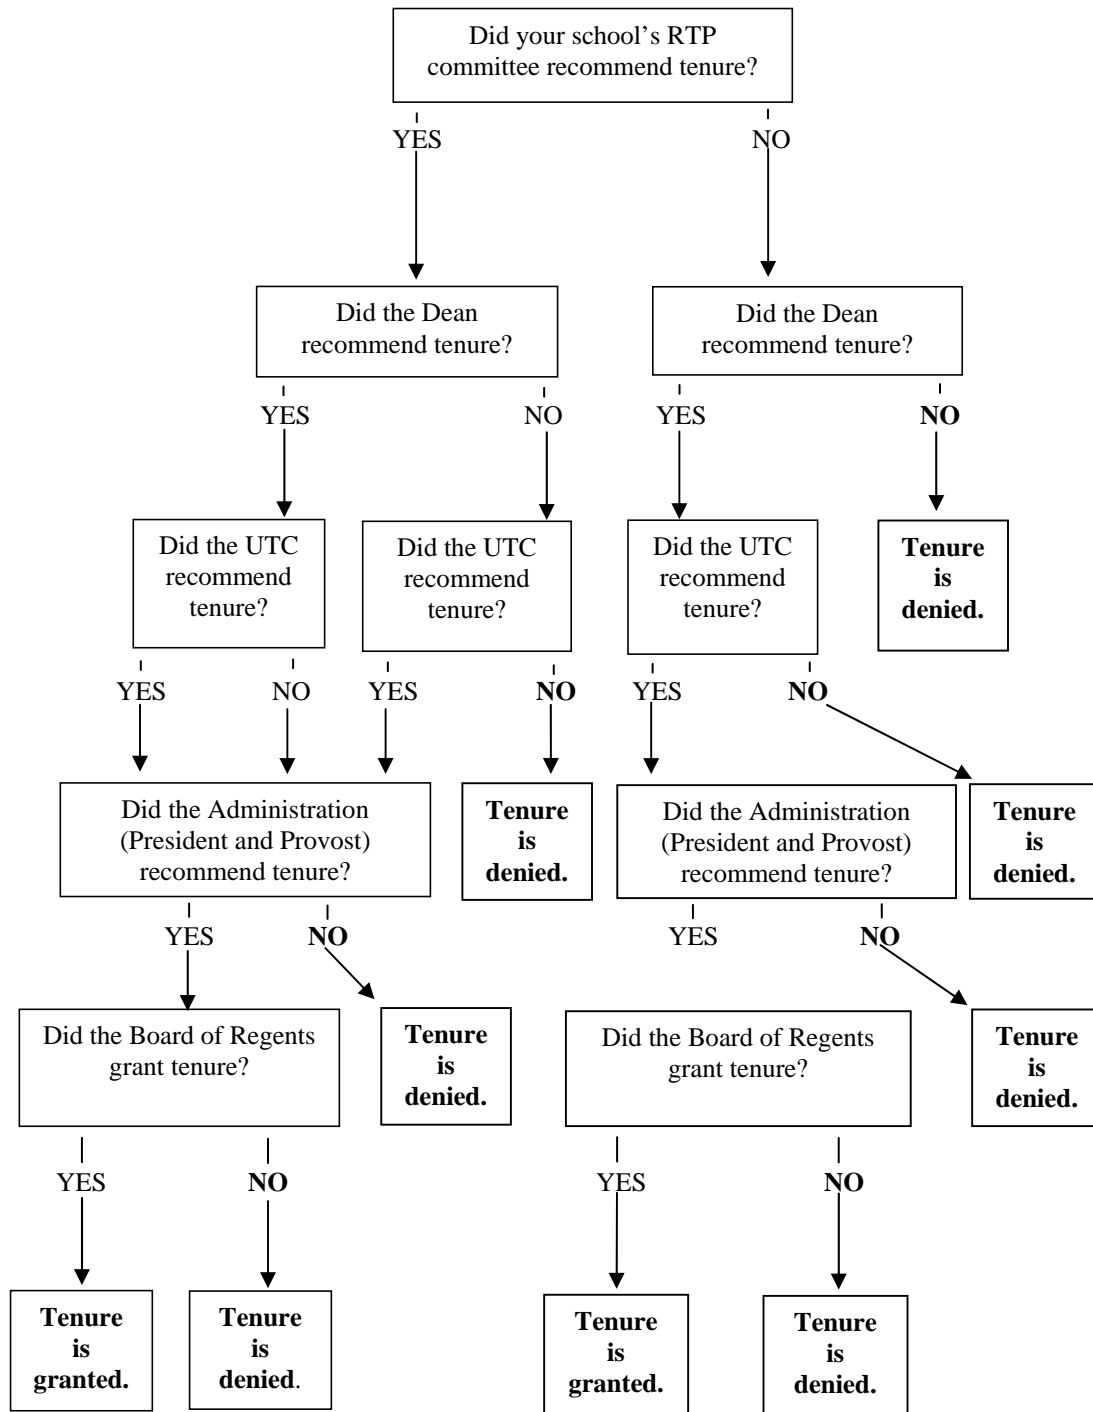 Did your school’s RTP
committee recommend tenure?
YES
NO
Did the Dean
recommend tenure?
Did the Dean
recommend tenure?
YES
NO
YES
NO
Did the UTC
recommend
tenure?
Did the UTC
recommend
tenure?
Did the UTC
recommend
tenure?
Tenure
is
denied.
YES
NO
YES
NO
YES
NO
Did the Administration
(President and Provost)
recommend tenure?
Tenure
is
denied.
Did the Administration
(President and Provost)
recommend tenure?
Tenure
is
denied.
YES
NO
YES
NO
Did the Board of Regents
grant tenure?
Tenure
is
denied.
Did the Board of Regents
grant tenure?
Tenure
is
denied.
YES
NO
YES
NO
Tenure
is
granted.
Tenure
is
denied.
Tenure
is
granted.
Tenure
is
denied.